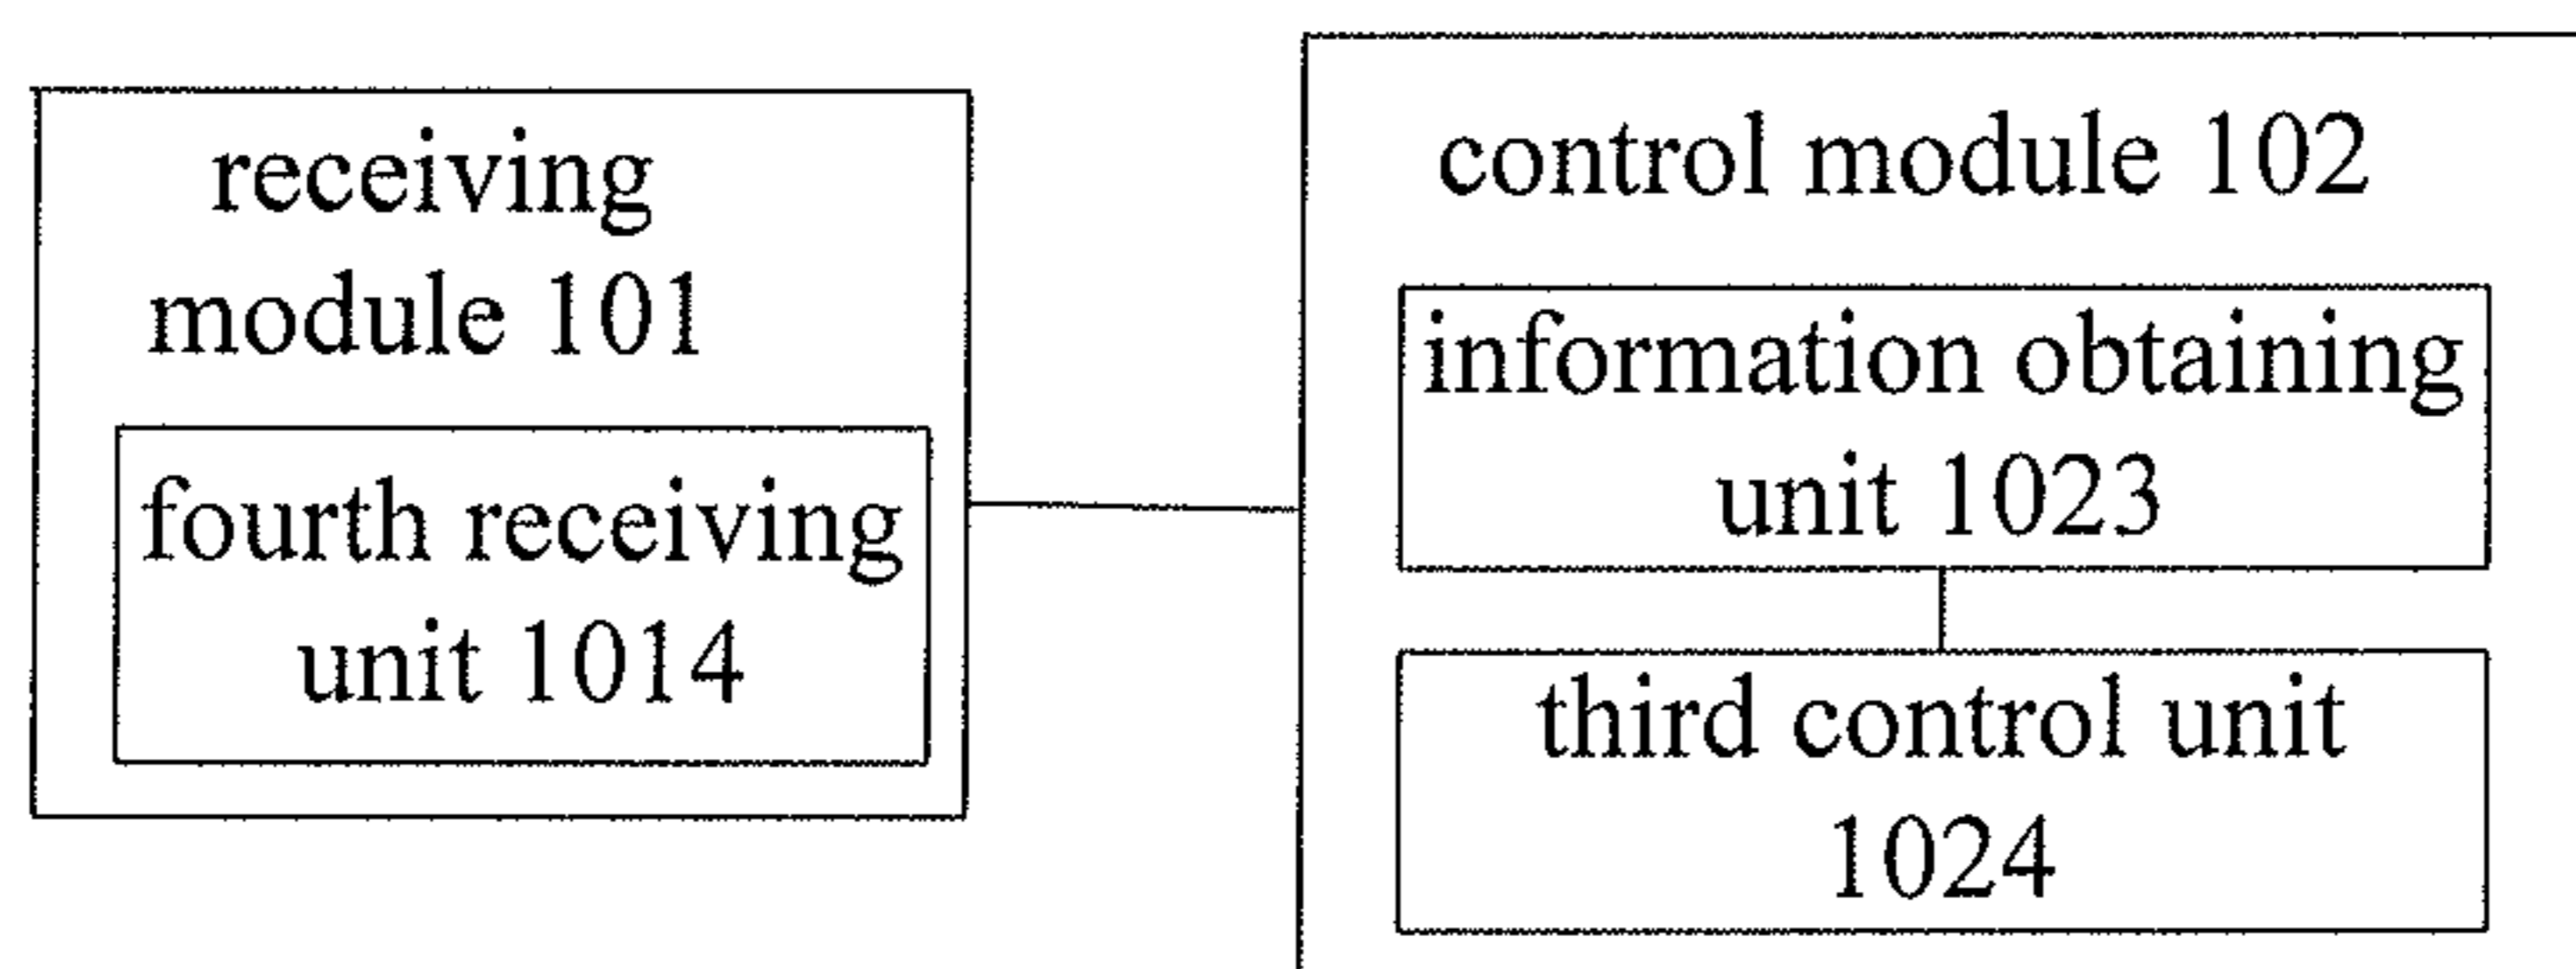 receiving
module 101
fourth receiving
unit 1014
control module 102
information obtaining
unit 1023
third control unit
1024